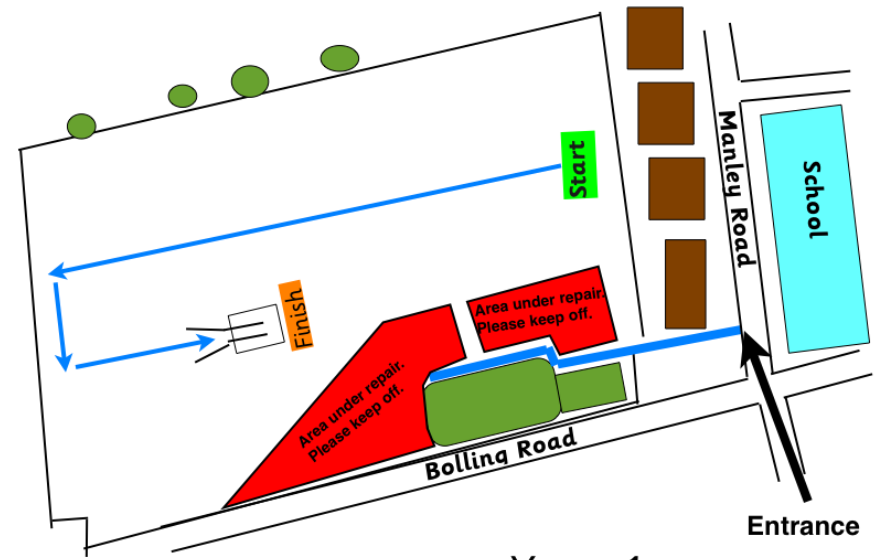 Start
Manley Road
School
Finish
Area under repair.
Please keep off.
Area under repair.
Please keep off.
Bolling Road
Entrance